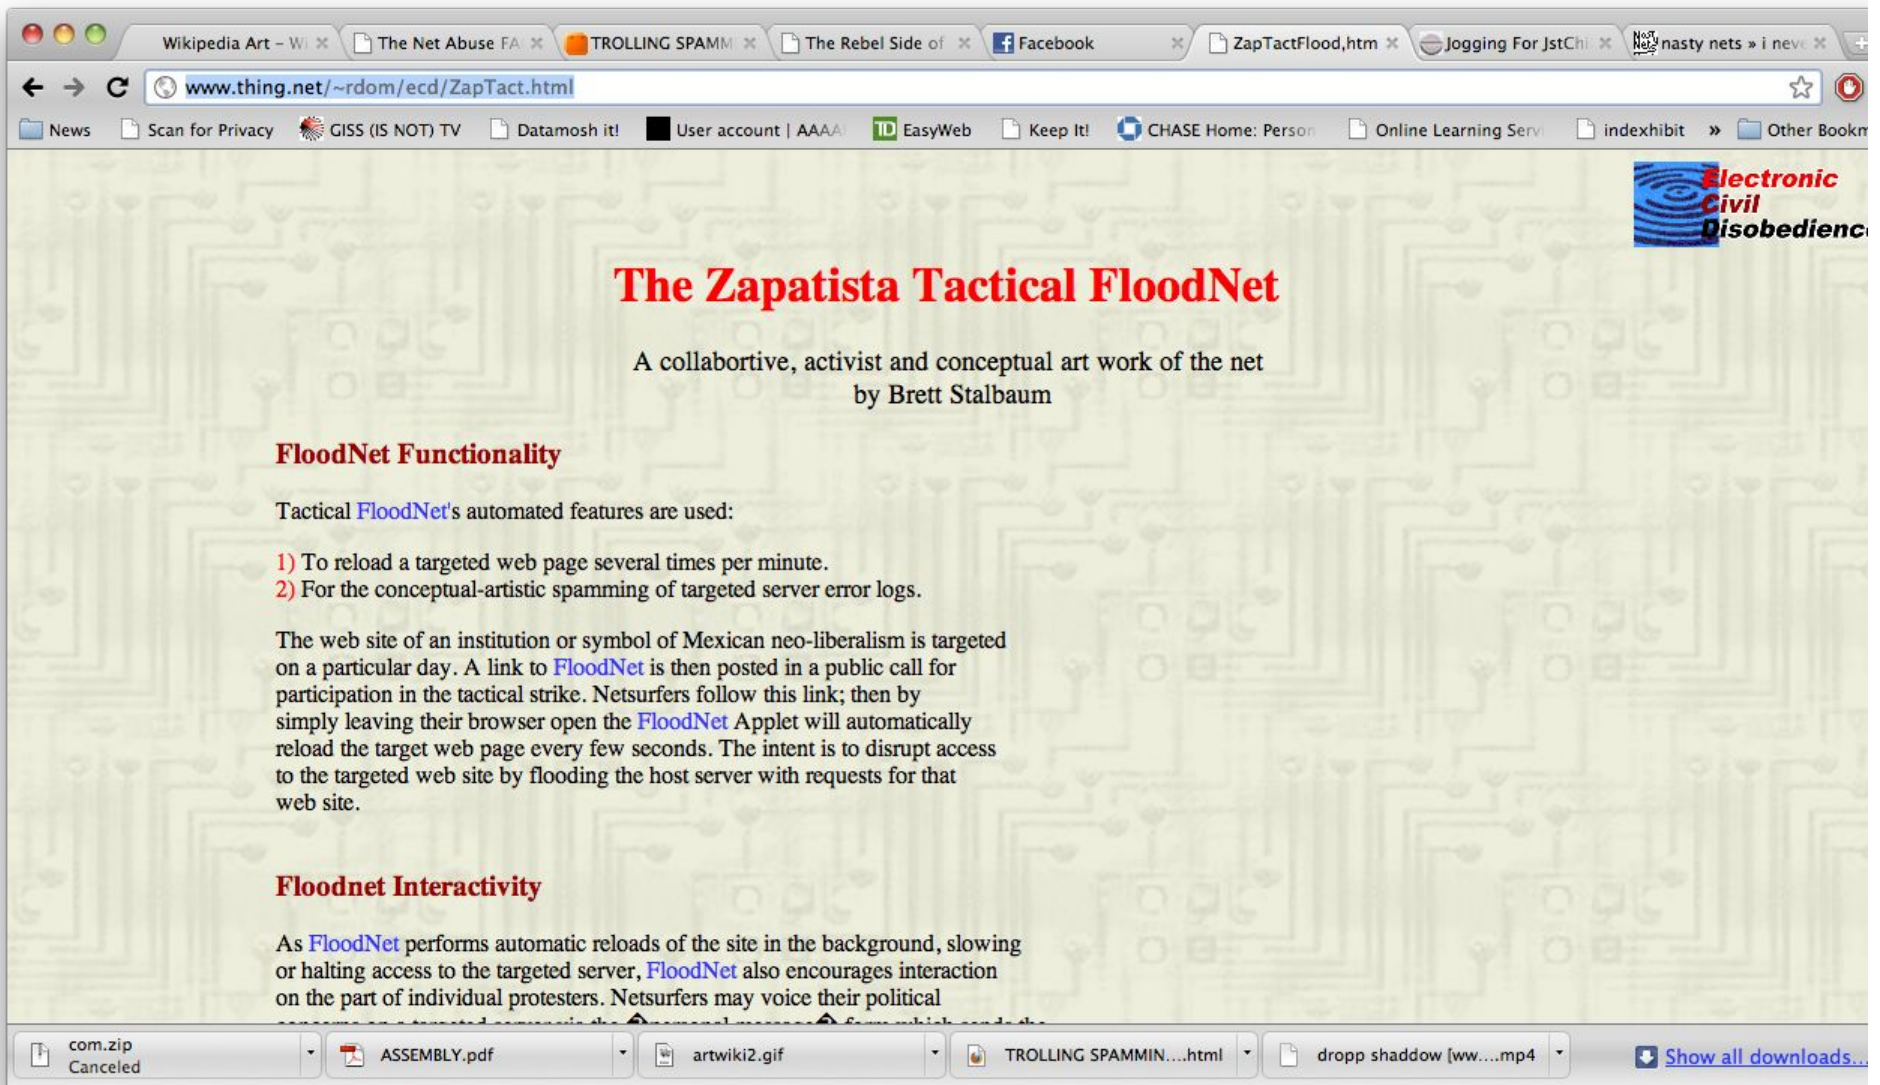 Wikipedia Art – Wi
The Net Abuse FA
TROLLING SPAMM
The Rebel Side of
Facebook
ZapTactFlood,htm
Jogging For JstChi
nasty nets » i neve
www.thing.net/~rdom/ecd/ZapTact.html
News
Scan for Privacy
GISS (IS NOT) TV
Datamosh it!
User account | AAAA
TD EasyWeb
Keep It!
CHASE Home: Person
Online Learning Serv
indexhibit
»
Other Bookm
Electronic
Civil
Disobedienc
The Zapatista Tactical FloodNet
A collabortive, activist and conceptual art work of the net
by Brett Stalbaum
FloodNet Functionality
Tactical FloodNet's automated features are used:
1) To reload a targeted web page several times per minute.
2) For the conceptual-artistic spamming of targeted server error logs.
The web site of an institution or symbol of Mexican neo-liberalism is targeted
on a particular day. A link to FloodNet is then posted in a public call for
participation in the tactical strike. Netsurfers follow this link; then by
simply leaving their browser open the FloodNet Applet will automatically
reload the target web page every few seconds. The intent is to disrupt access
to the targeted web site by flooding the host server with requests for that
web site.
Floodnet Interactivity
As FloodNet performs automatic reloads of the site in the background, slowing
or halting access to the targeted server, FloodNet also encourages interaction
on the part of individual protesters. Netsurfers may voice their political
com.zip
Canceled
ASSEMBLY.pdf
artwiki2.gif
TROLLING SPAMMIN....html
dropp shaddow [ww....mp4
Show all downloads...